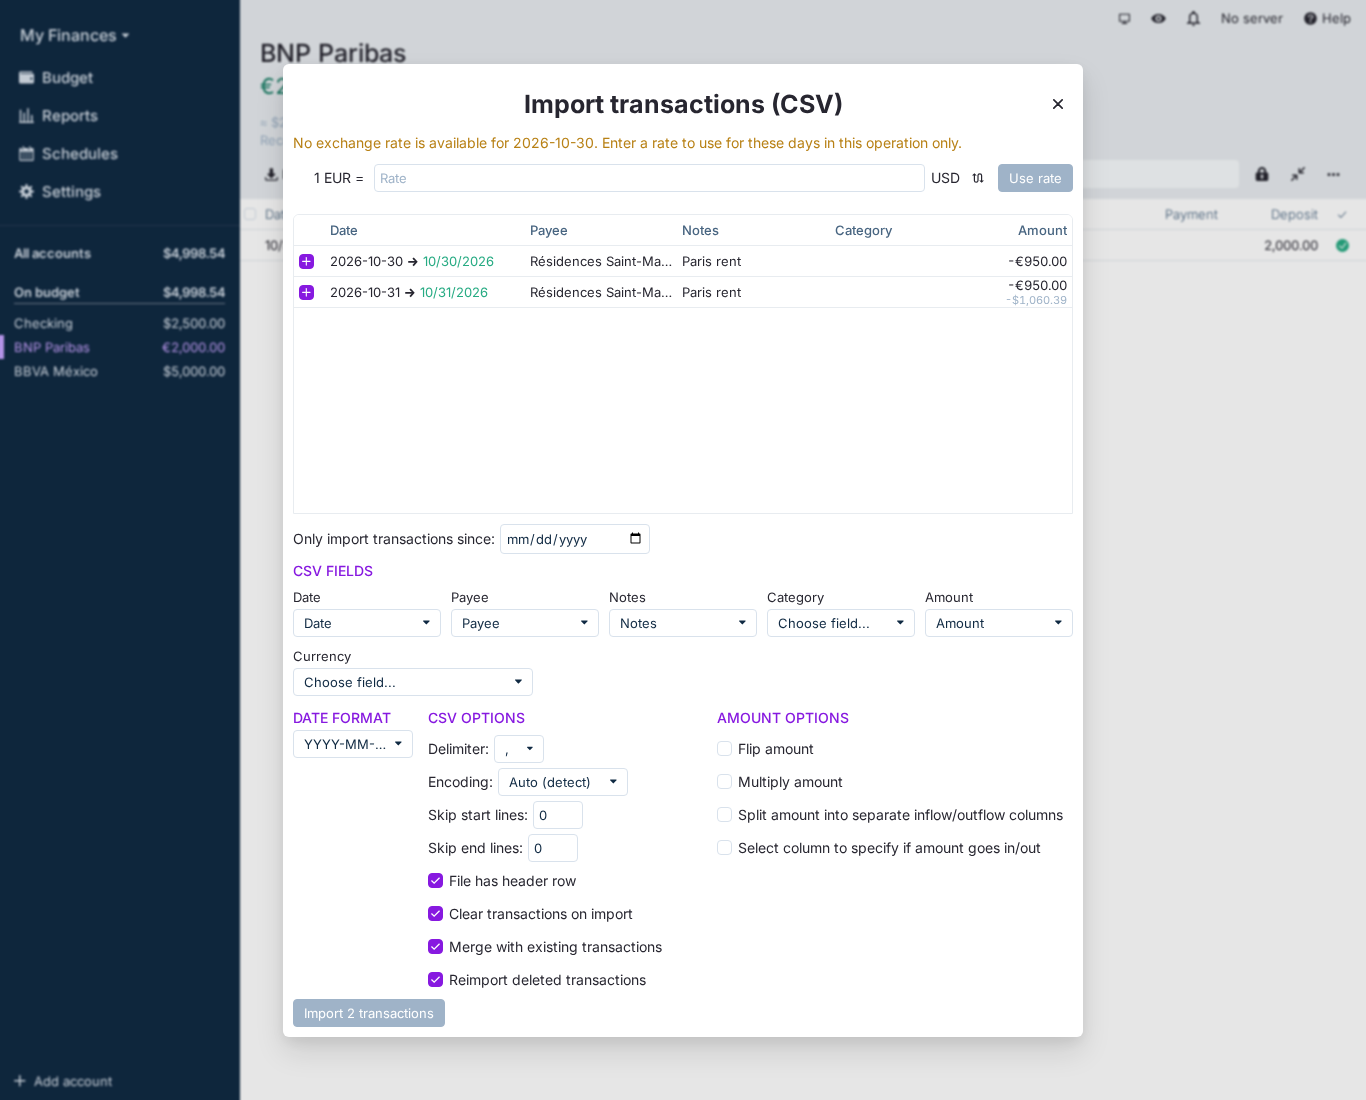 My Finances
Budget
Reports
Schedules
Settings
All accounts $4,998.54
On budget $4,998.54
Checking $2,500.00
BNP Paribas €2,000.00
BBVA México $5,000.00
Add account
No server
Help
BNP Paribas
Payment
Deposit
2,000.00
Import transactions (CSV)
No exchange rate is available for 2026-10-30. Enter a rate to use for these days in this operation only.
1 EUR = Rate USD Use rate
Date Payee Notes Category Amount
2026-10-30 → 10/30/2026 Résidences Saint-Ma... Paris rent -€950.00
2026-10-31 → 10/31/2026 Résidences Saint-Ma... Paris rent -€950.00
-$1,060.39
Only import transactions since: mm/dd/yyyy
CSV FIELDS
Date Payee Notes Category Amount
Date Payee Notes Choose field... Amount
Currency
Choose field...
DATE FORMAT
YYYY-MM-...
CSV OPTIONS
Delimiter: ,
Encoding: Auto (detect)
Skip start lines: 0
Skip end lines: 0
File has header row
Clear transactions on import
Merge with existing transactions
Reimport deleted transactions
AMOUNT OPTIONS
Flip amount
Multiply amount
Split amount into separate inflow/outflow columns
Select column to specify if amount goes in/out
Import 2 transactions